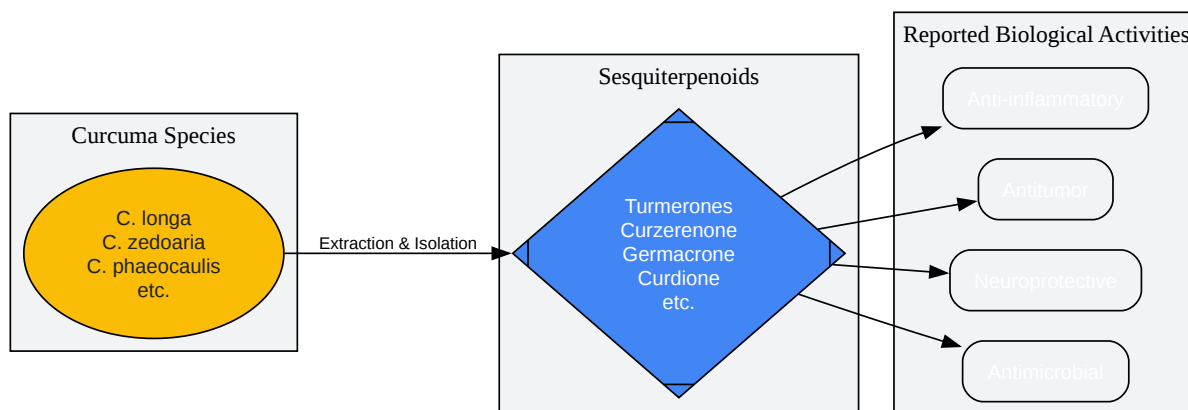 Curcuma Species
C. longa
C. zedoaria
C. phaeocaulis
etc.
Extraction & Isolation
Sesquiterpenoids
Turmerones
Curzerenone
Germacrone
Curdione
etc.
Reported Biological Activities
Anti-inflammatory
Antitumor
Neuroprotective
Antimicrobial